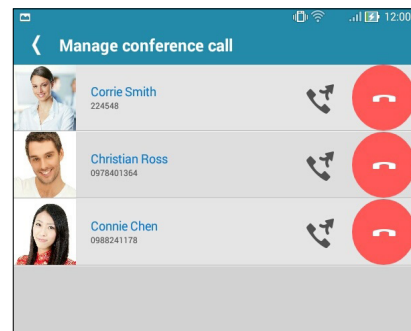 12:00
Manage conference call
Corrie Smith
224548
Christian Ross
0978401364
Connie Chen
0988241178